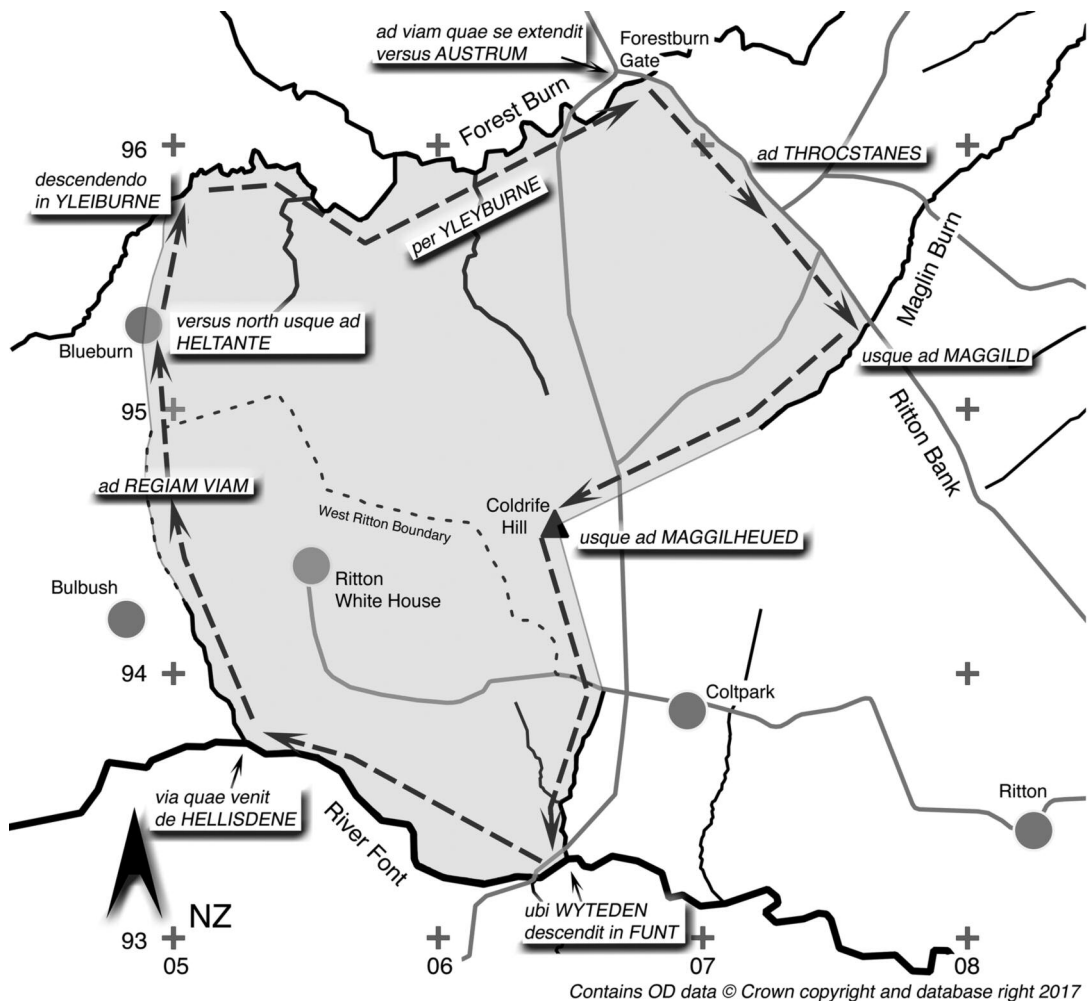 ad viam quae se extendit
versus AUSTRUM
Forestburn
Gate
Forest Burn
96
ad THROCSTANES
descendendo
in YLEIBURNE
per YLEYBURNE
Maglin Burn
versus north usque ad
HELTANTE
Blueburn
usque ad MAGGILD
95
Ritton Bank
ad REGIAM VIAM
West Ritton Boundary
Coldrife
Hill
usque ad MAGGILHEUED
Bulbush
Ritton
White House
94
Coltpark
via quae venit
de HELLISDENE
River Font
Ritton
NZ
ubi WYTEDEN
descendit in FUNT
93
05
06
07
08
Contains OD data © Crown copyright and database right 2017